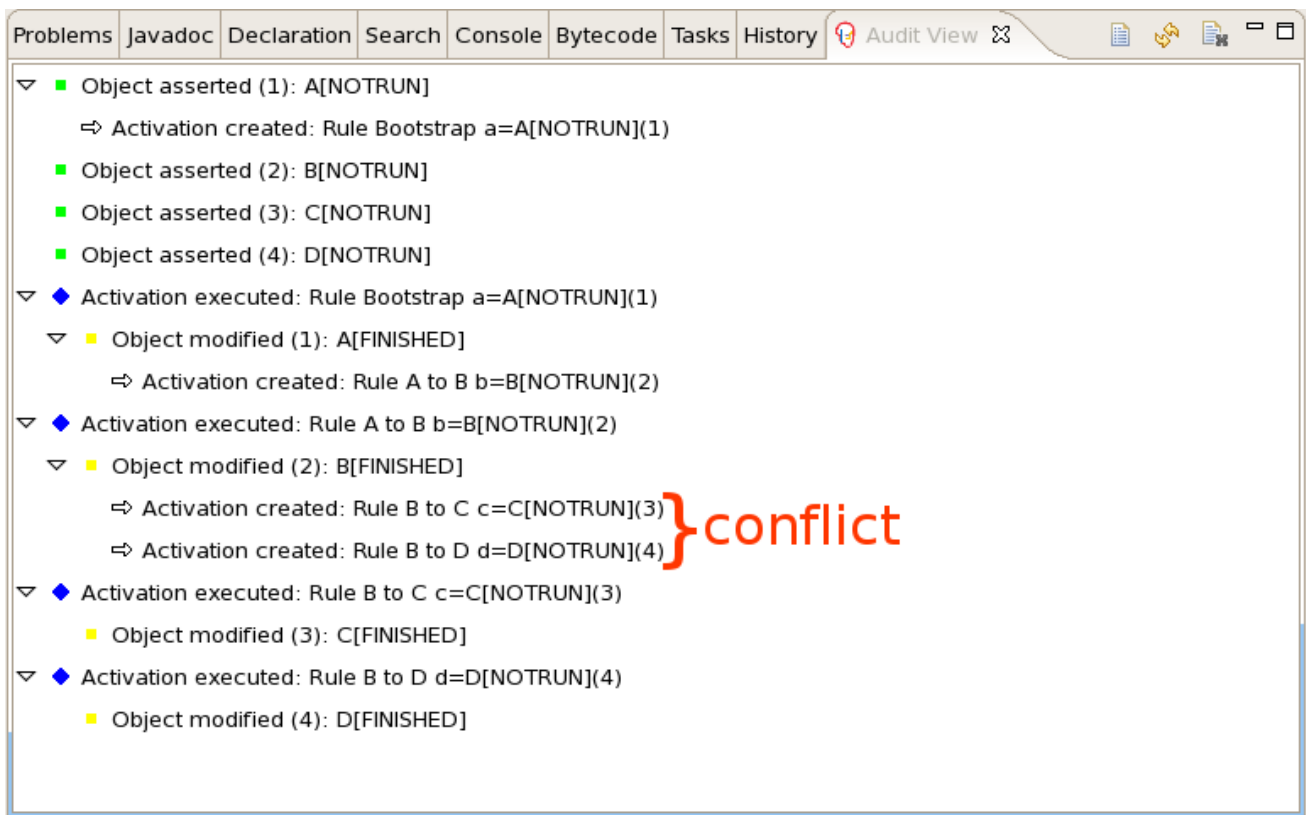 Problems Javadoc Declaration Search Console Bytecode Tasks History Audit View
Object asserted (1): A[NOTRUN]
Activation created: Rule Bootstrap a=A[NOTRUN](1)
Object asserted (2): B[NOTRUN]
Object asserted (3): C[NOTRUN]
Object asserted (4): D[NOTRUN]
Activation executed: Rule Bootstrap a=A[NOTRUN](1)
Object modified (1): A[FINISHED]
Activation created: Rule A to B b=B[NOTRUN](2)
Activation executed: Rule A to B b=B[NOTRUN](2)
Object modified (2): B[FINISHED]
Activation created: Rule B to C c=C[NOTRUN](3)
Activation created: Rule B to D d=D[NOTRUN](4)
conflict
Activation executed: Rule B to C c=C[NOTRUN](3)
Object modified (3): C[FINISHED]
Activation executed: Rule B to D d=D[NOTRUN](4)
Object modified (4): D[FINISHED]